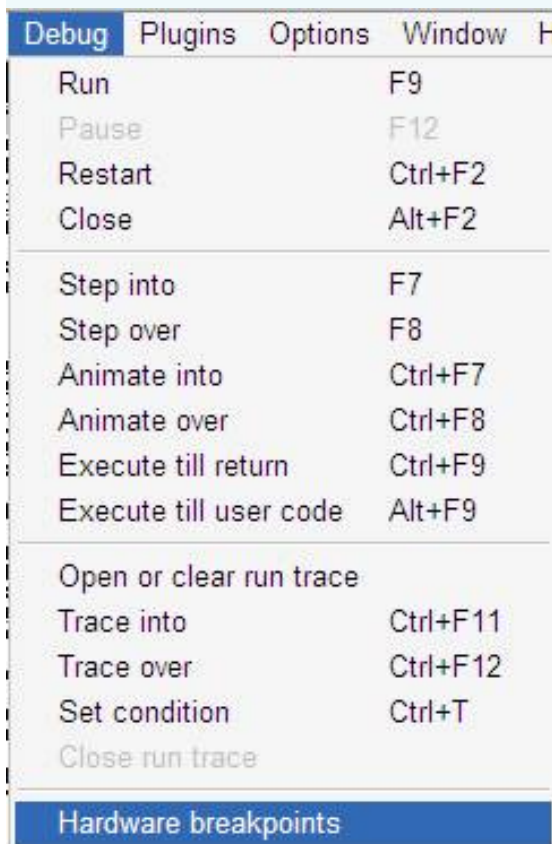 Debug Plugins Options Window H
Run F9
Pause F12
Restart Ctrl+F2
Close Alt+F2
Step into F7
Step over F8
Animate into Ctrl+F7
Animate over Ctrl+F8
Execute till return Ctrl+F9
Execute till user code Alt+F9
Open or clear run trace
Trace into Ctrl+F11
Trace over Ctrl+F12
Set condition Ctrl+T
Close run trace
Hardware breakpoints